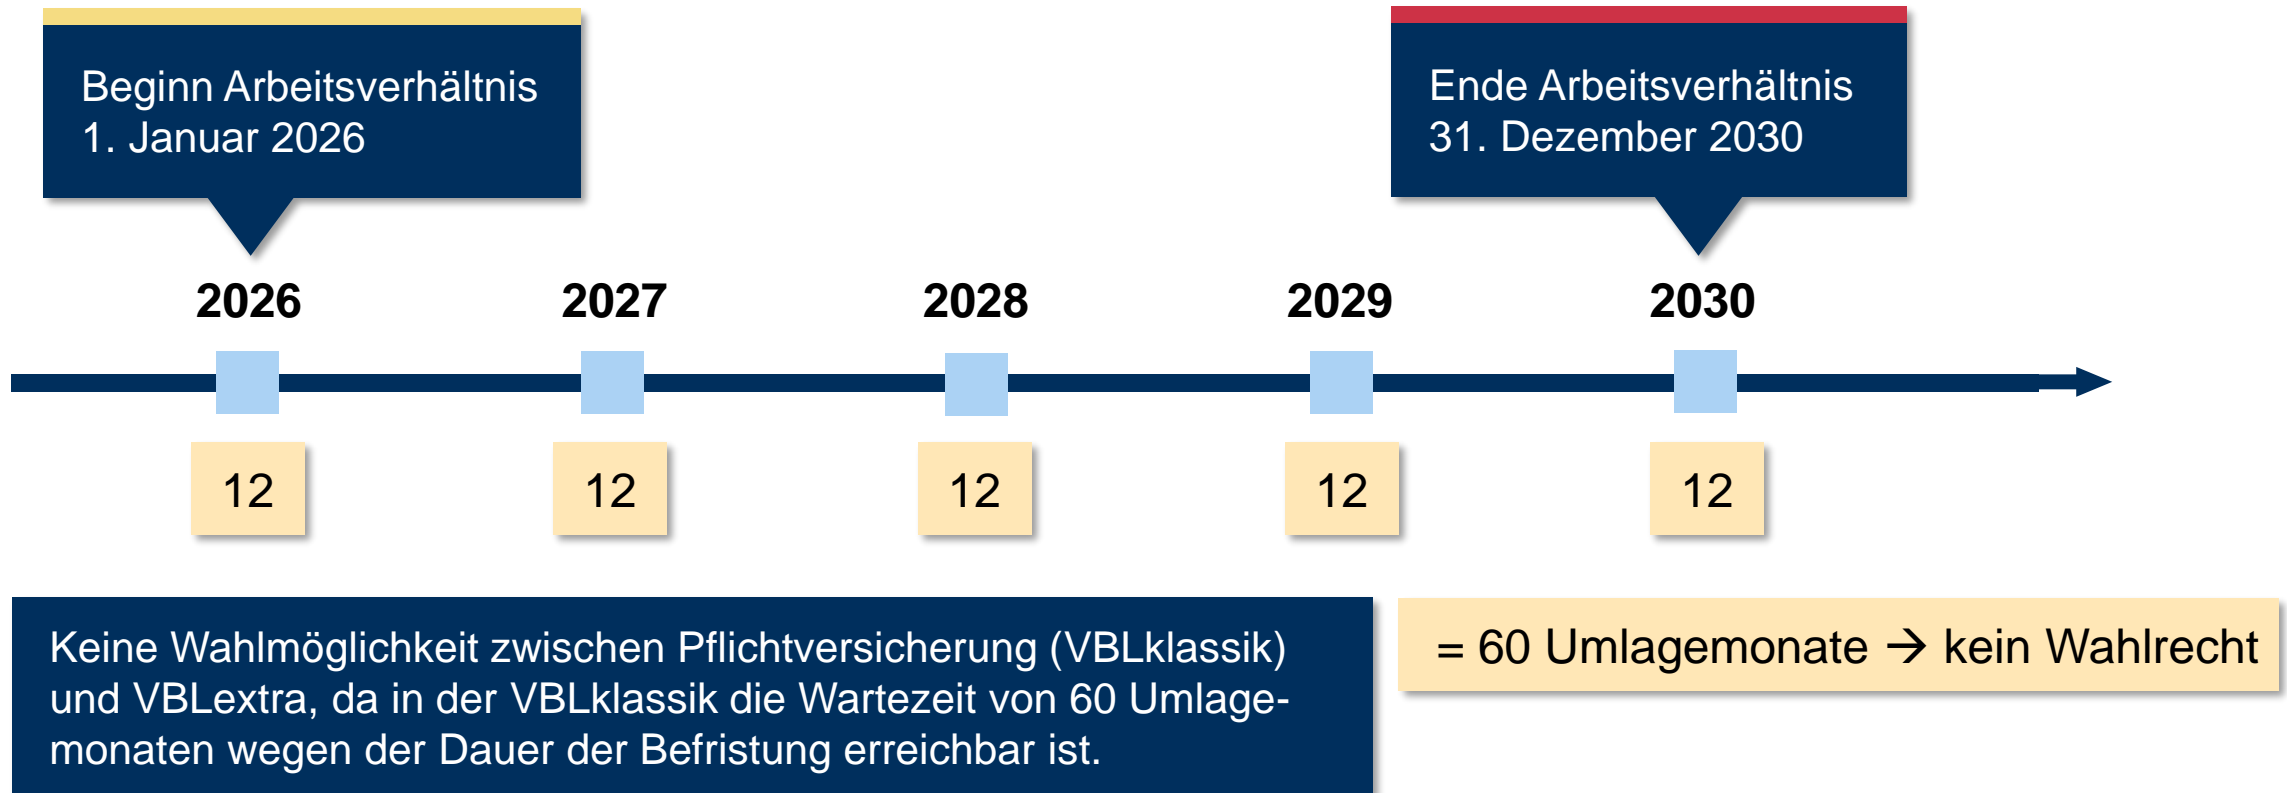 Beginn Arbeitsverhältnis
1. Januar 2026
Ende Arbeitsverhältnis
31. Dezember 2030
2026
2027
2028
2029
2030
12
12
12
12
12
Keine Wahlmöglichkeit zwischen Pflichtversicherung (VBLklassik)
und VBLextra, da in der VBLklassik die Wartezeit von 60 Umlage-
monaten wegen der Dauer der Befristung erreichbar ist.
= 60 Umlagemonate → kein Wahlrecht